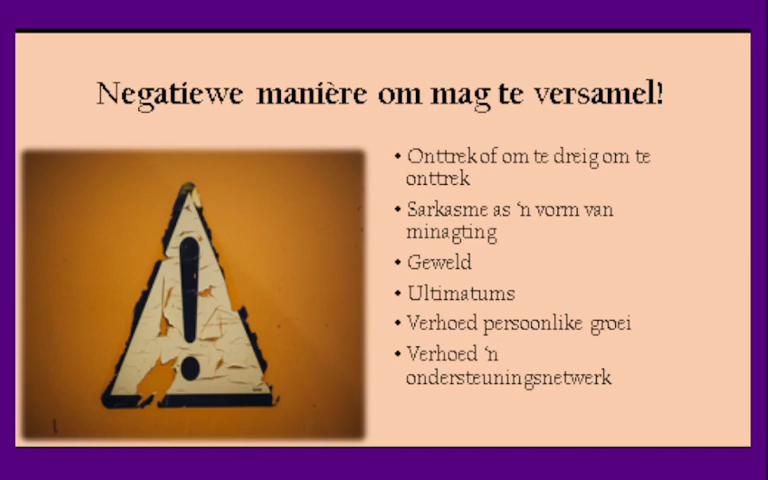 Negatiewe manière om mag te versamel!
• Onttrek of om te dreig om te
onttrek
• Sarkasme as ‘n vorm van
minagting
• Geweld
• Ultimatums
• Verhoed persoonlike groei
• Verhoed ‘n
ondersteuningsnetwerk